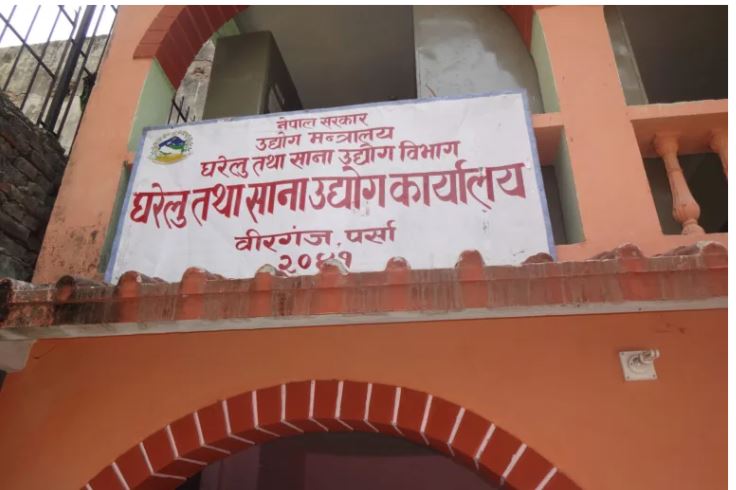 नेपाल सरकार
उद्योग मन्त्रालय
घरेलु तथा साना उद्योग विभाग
घरेलु तथा साना उद्योग कार्यालय
वीरगंज, पर्सा
२०४१